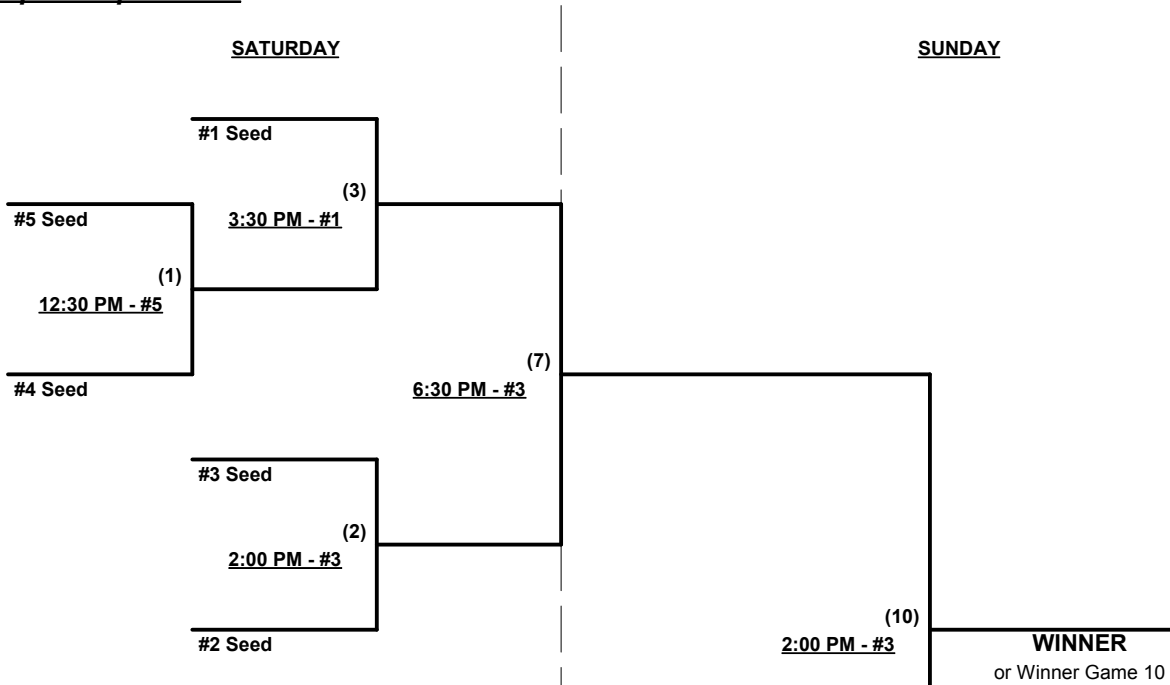 SATURDAY
SUNDAY
#1 Seed
(3)
#5 Seed
3:30 PM - #1
(1)
12:30 PM - #5
(7)
#4 Seed
6:30 PM - #3
#3 Seed
(2)
2:00 PM - #3
(10)
#2 Seed
2:00 PM - #3
WINNER
or Winner Game 10